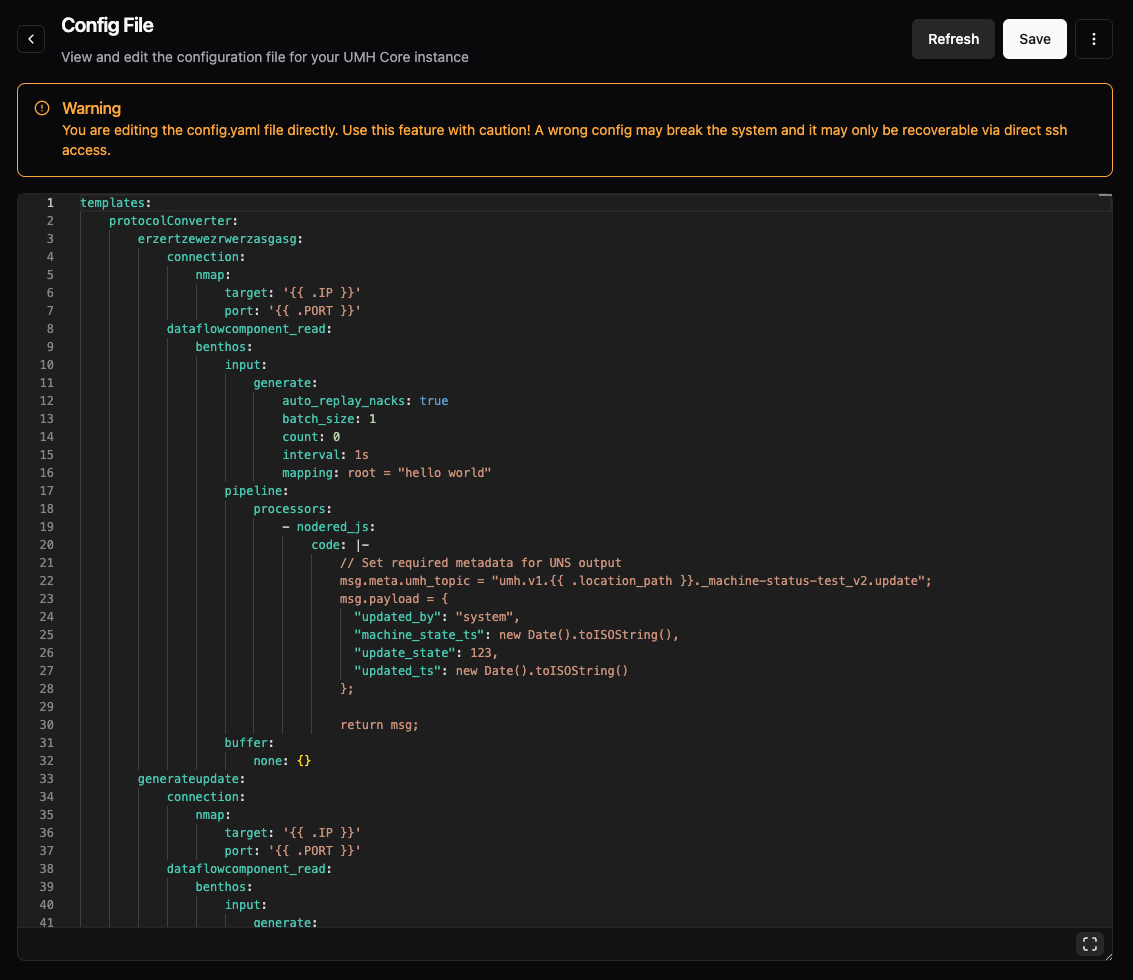 Config File
View and edit the configuration file for your UMH Core instance
Refresh
Save
Warning
You are editing the config.yaml file directly. Use this feature with caution! A wrong config may break the system and it may only be recoverable via direct ssh
access.
1 templates:
2     protocolConverter:
3         erzertzewezrwerzasgasg:
4             connection:
5                 nmap:
6                     target: '{{ .IP }}'
7                     port: '{{ .PORT }}'
8             dataflowcomponent_read:
9                 benthos:
10                     input:
11                         generate:
12                             auto_replay_nacks: true
13                             batch_size: 1
14                             count: 0
15                             interval: 1s
16                             mapping: root = "hello world"
17                     pipeline:
18                         processors:
19                             - nodered_js:
20                                 code: |-
21                                     // Set required metadata for UNS output
22                                     msg.meta.umh_topic = "umh.v1.{{ .location_path }}._machine-status-test_v2.update";
23                                     msg.payload = {
24                                       "updated_by": "system",
25                                       "machine_state_ts": new Date().toISOString(),
26                                       "update_state": 123,
27                                       "updated_ts": new Date().toISOString()
28                                     };
29
30                                     return msg;
31                     buffer:
32                         none: {}
33         generateupdate:
34             connection:
35                 nmap:
36                     target: '{{ .IP }}'
37                     port: '{{ .PORT }}'
38             dataflowcomponent_read:
39                 benthos:
40                     input:
41                         generate: